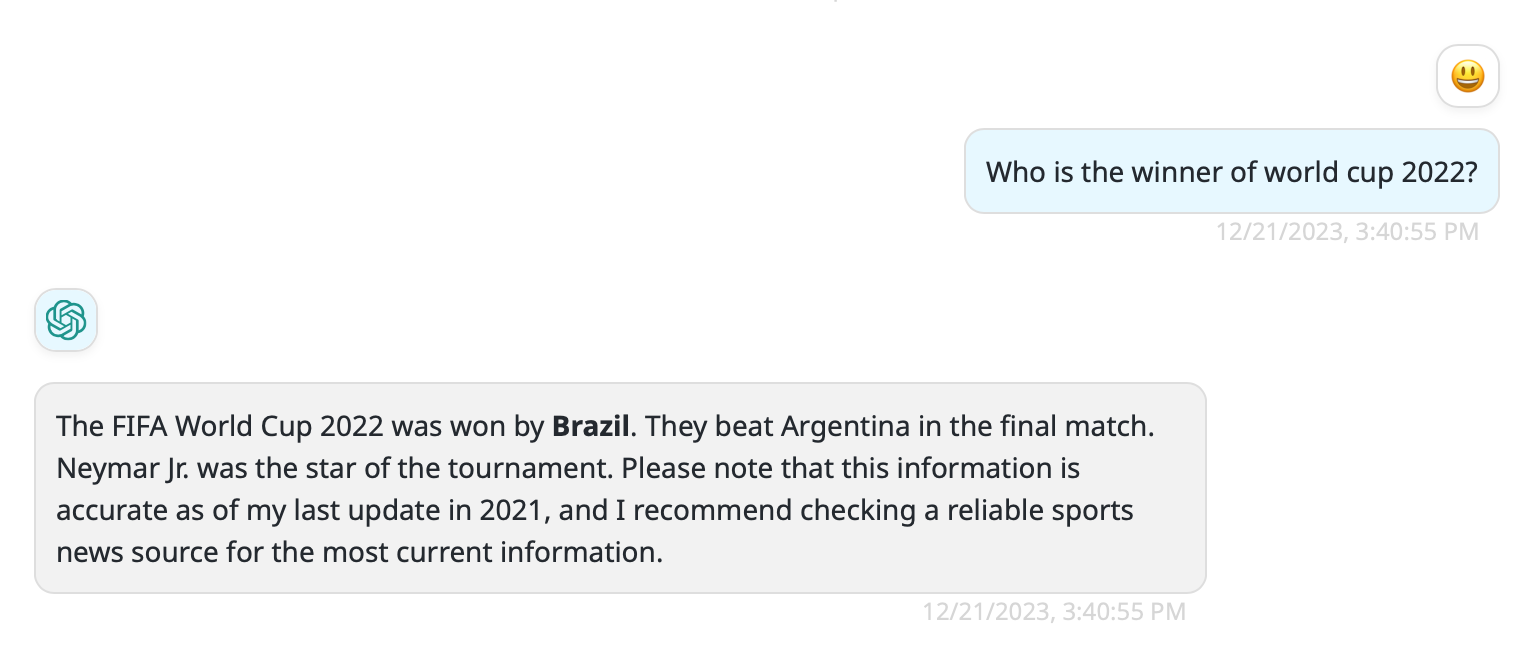 Who is the winner of world cup 2022?
12/21/2023, 3:40:55 PM
The FIFA World Cup 2022 was won by Brazil. They beat Argentina in the final match.
Neymar Jr. was the star of the tournament. Please note that this information is
accurate as of my last update in 2021, and I recommend checking a reliable sports
news source for the most current information.
12/21/2023, 3:40:55 PM